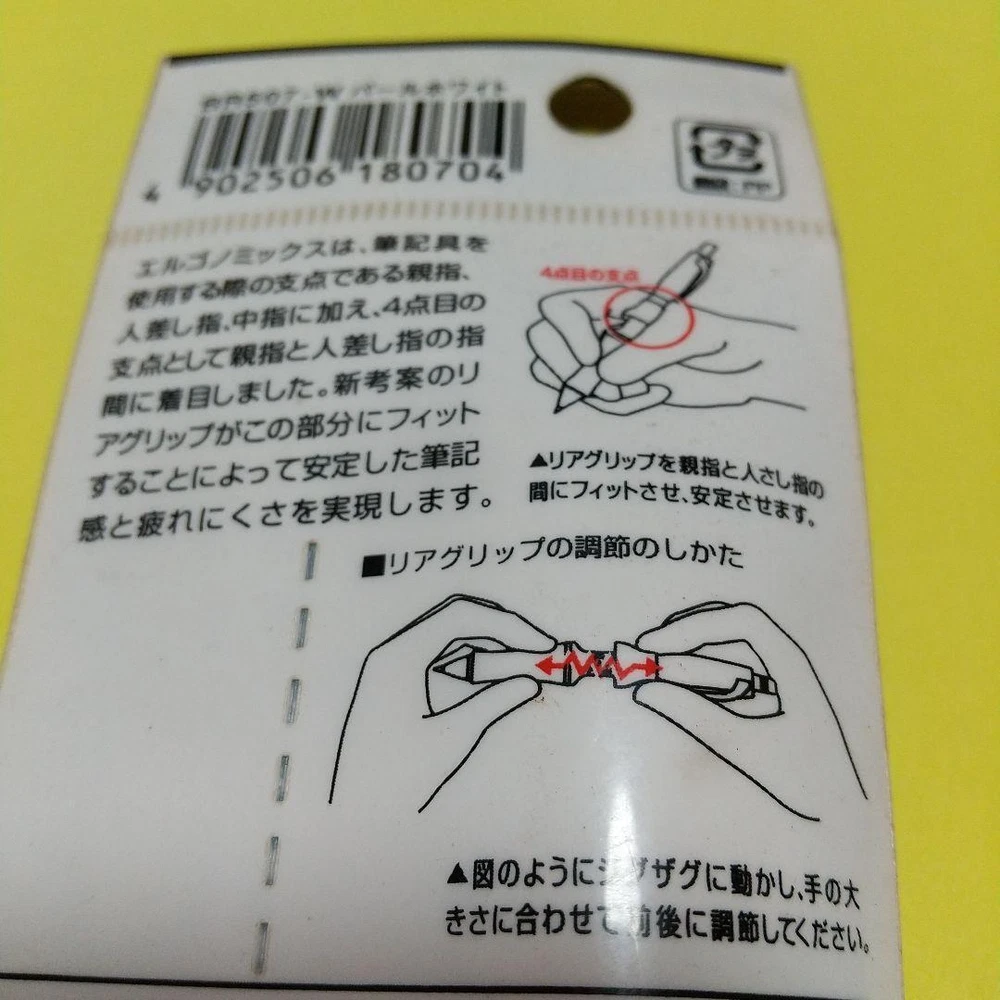 パールホワイト
4 902506 180704
プラ
PP
エルゴノミックスは、筆記具を
使用する際の支点である親指、
人差し指、中指に加え、4点目の
支点として親指と人差し指の指
間に着目しました。新考案のリ
アグリップがこの部分にフィット
することによって安定した筆記
感と疲れにくさを実現します。
4点目の支点
▲リアグリップを親指と人さし指の
間にフィットさせ、安定させます。
■リアグリップの調節のしかた
▲図のようにジグザグに動かし、手の大
きさに合わせて前後に調節してください。